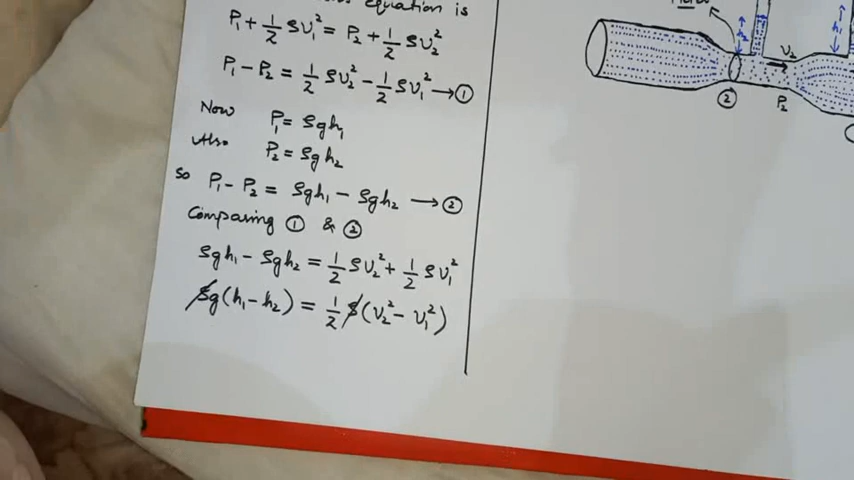 equation is
P₁ + 1/2 ρv₁² = P₂ + 1/2 ρv₂²
P₁ - P₂ = 1/2 ρv₂² - 1/2 ρv₁² → ①
Now P₁ = ρgh₁
Also P₂ = ρgh₂
So P₁ - P₂ = ρgh₁ - ρgh₂ → ②
Comparing ① & ②
ρgh₁ - ρgh₂ = 1/2 ρv₂² + 1/2 ρv₁²
ρg(h₁ - h₂) = 1/2 ρ(v₂² - v₁²)
h₂
h₁
v₂
②
P₂